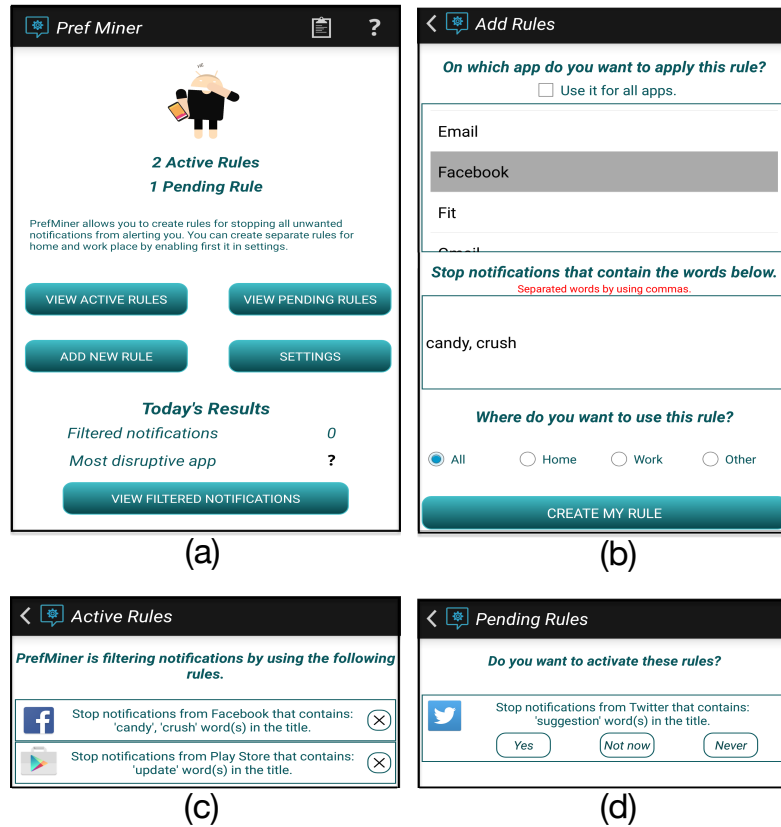 Pref Miner
?
HE
2 Active Rules
1 Pending Rule
PrefMiner allows you to create rules for stopping all unwanted
notifications from alerting you. You can create separate rules for
home and work place by enabling first it in settings.
VIEW ACTIVE RULES
VIEW PENDING RULES
ADD NEW RULE
SETTINGS
Today's Results
Filtered notifications 0
Most disruptive app ?
VIEW FILTERED NOTIFICATIONS
(a)
Add Rules
On which app do you want to apply this rule?
Use it for all apps.
Email
Facebook
Fit
Gmail
Stop notifications that contain the words below.
Separated words by using commas.
candy, crush
Where do you want to use this rule?
All Home Work Other
CREATE MY RULE
(b)
Active Rules
PrefMiner is filtering notifications by using the following
rules.
Stop notifications from Facebook that contains:
'candy', 'crush' word(s) in the title.
Stop notifications from Play Store that contains:
'update' word(s) in the title.
(c)
Pending Rules
Do you want to activate these rules?
Stop notifications from Twitter that contains:
'suggestion' word(s) in the title.
Yes Not now Never
(d)